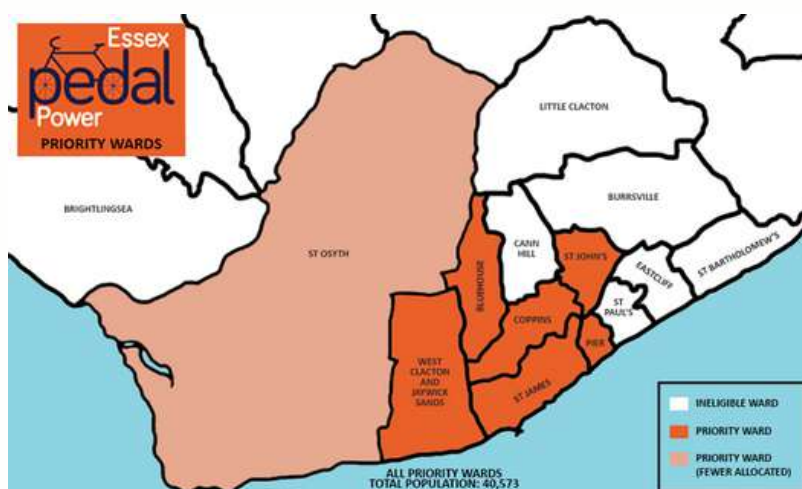 Essex
pedal
Power
PRIORITY WARDS
LITTLE CLACTON
BRIGHTLINGSEA
BURRSVILLE
ST OSYTH
CANN
HILL
ST JOHN'S
ST BARTHOLOMEW'S
EASTCLIFF
BLUEHOUSE
ST
PAUL'S
COPPINS
PIER
WEST
CLACTON
AND
JAYWICK
SANDS
ST JAMES
INELIGIBLE WARD
PRIORITY WARD
PRIORITY WARD
(FEWER ALLOCATED)
ALL PRIORITY WARDS
TOTAL POPULATION: 40,573